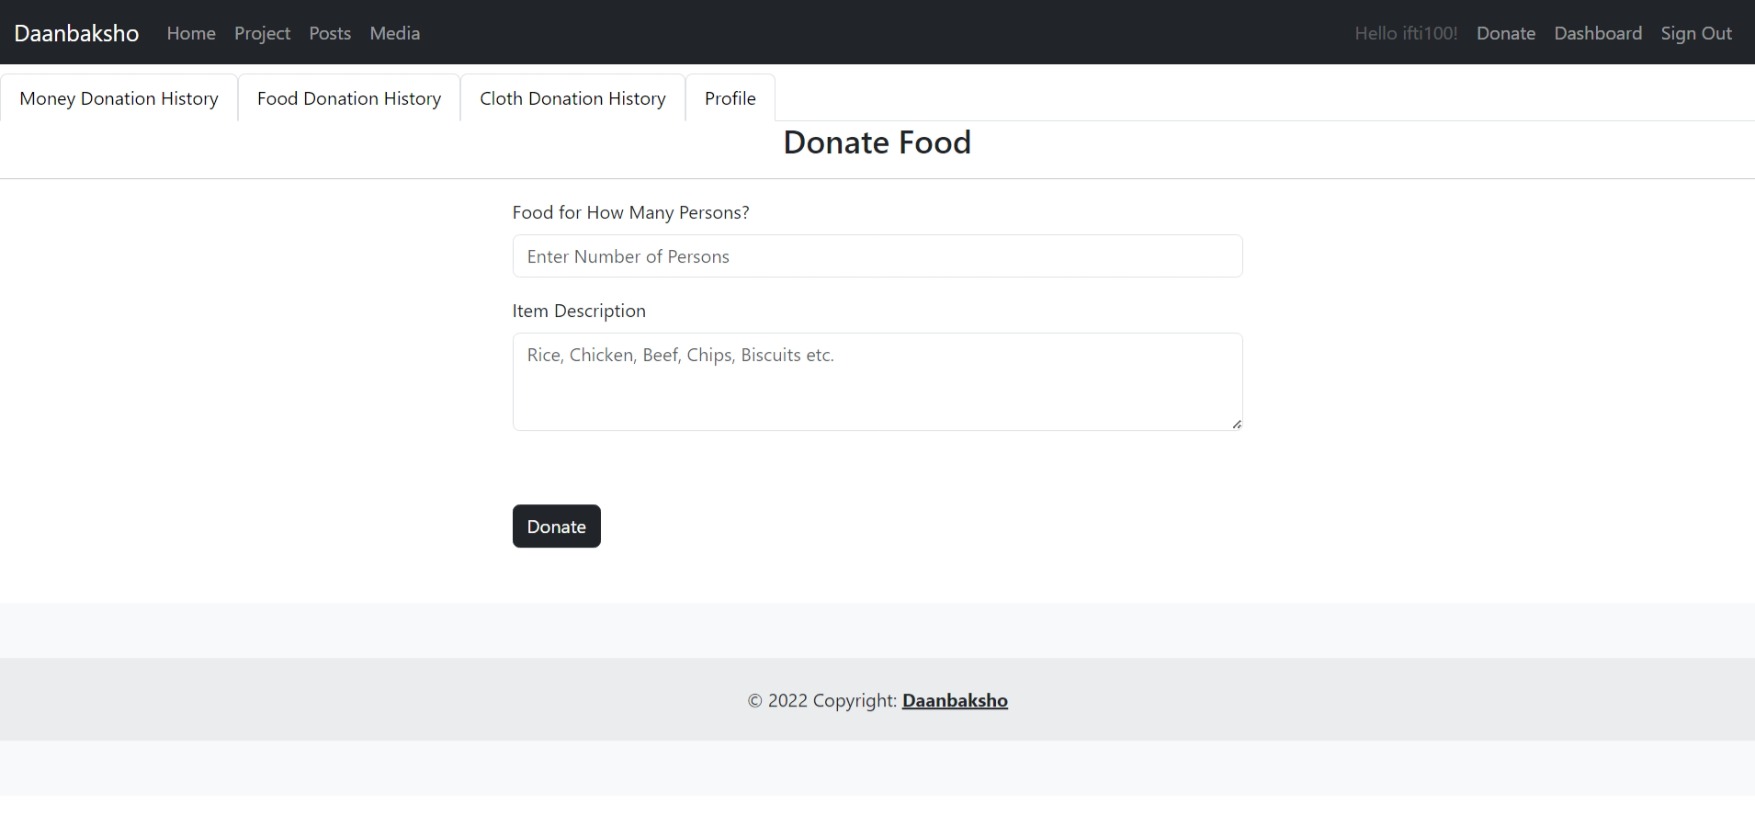 Daanbaksho Home Project Posts Media Hello ifti100! Donate Dashboard Sign Out
Money Donation History Food Donation History Cloth Donation History Profile
Donate Food
Food for How Many Persons?
Enter Number of Persons
Item Description
Rice, Chicken, Beef, Chips, Biscuits etc.
Donate
© 2022 Copyright: Daanbaksho